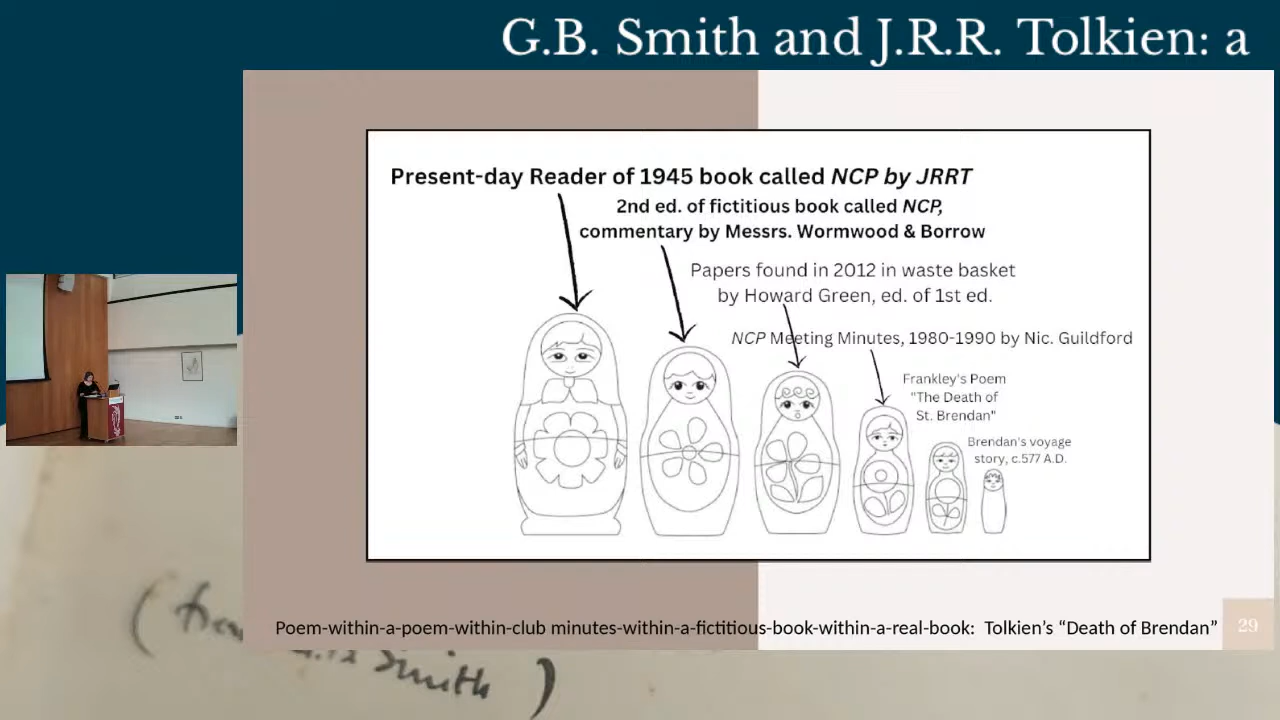 G.B. Smith and J.R.R. Tolkien: a
Present-day Reader of 1945 book called NCP by JRRT
2nd ed. of fictitious book called NCP,
commentary by Messrs. Wormwood & Borrow
Papers found in 2012 in waste basket
by Howard Green, ed. of 1st ed.
NCP Meeting Minutes, 1980-1990 by Nic. Guildford
Frankley's Poem
"The Death of
St. Brendan"
Brendan's voyage
story, c.577 A.D.
Poem-within-a-poem-within-club minutes-within-a-fictitious-book-within-a-real-book: Tolkien's “Death of Brendan”
29
(
Smith )